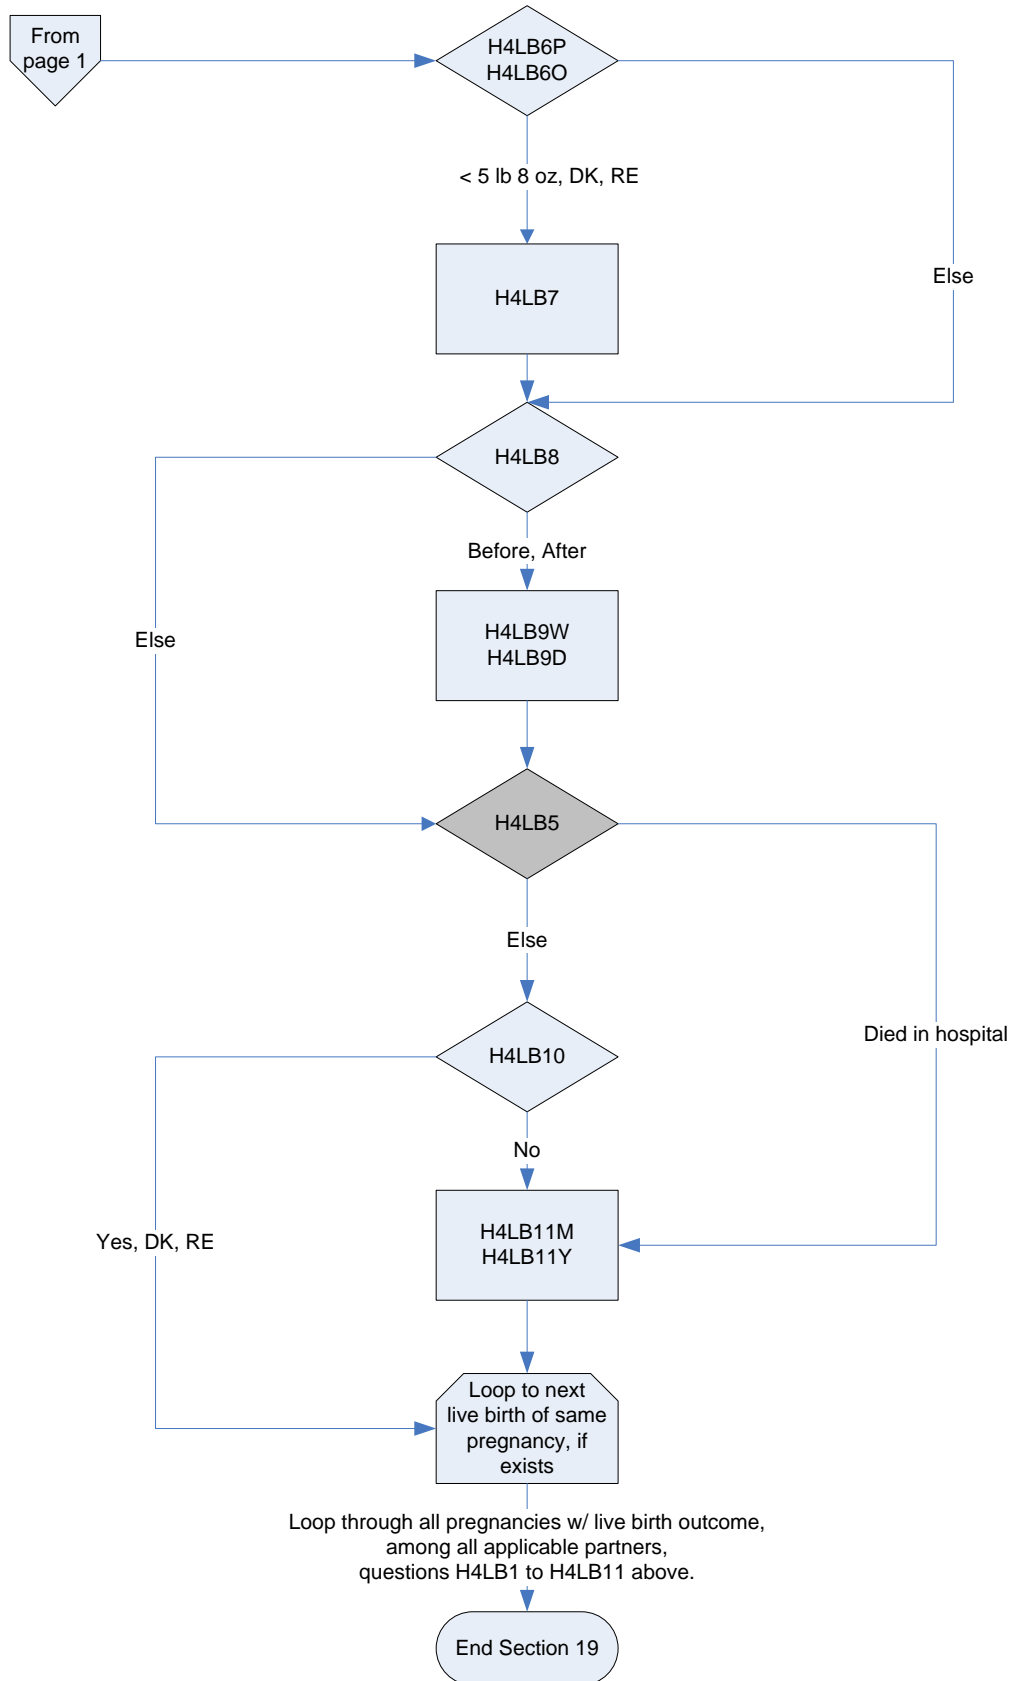 From
page 1
H4LB6P
H4LB6O
< 5 lb 8 oz, DK, RE
Else
H4LB7
H4LB8
Before, After
Else
H4LB9W
H4LB9D
H4LB5
Else
Died in hospital
H4LB10
No
Yes, DK, RE
H4LB11M
H4LB11Y
Loop to next
live birth of same
pregnancy, if
exists
Loop through all pregnancies w/ live birth outcome,
among all applicable partners,
questions H4LB1 to H4LB11 above.
End Section 19